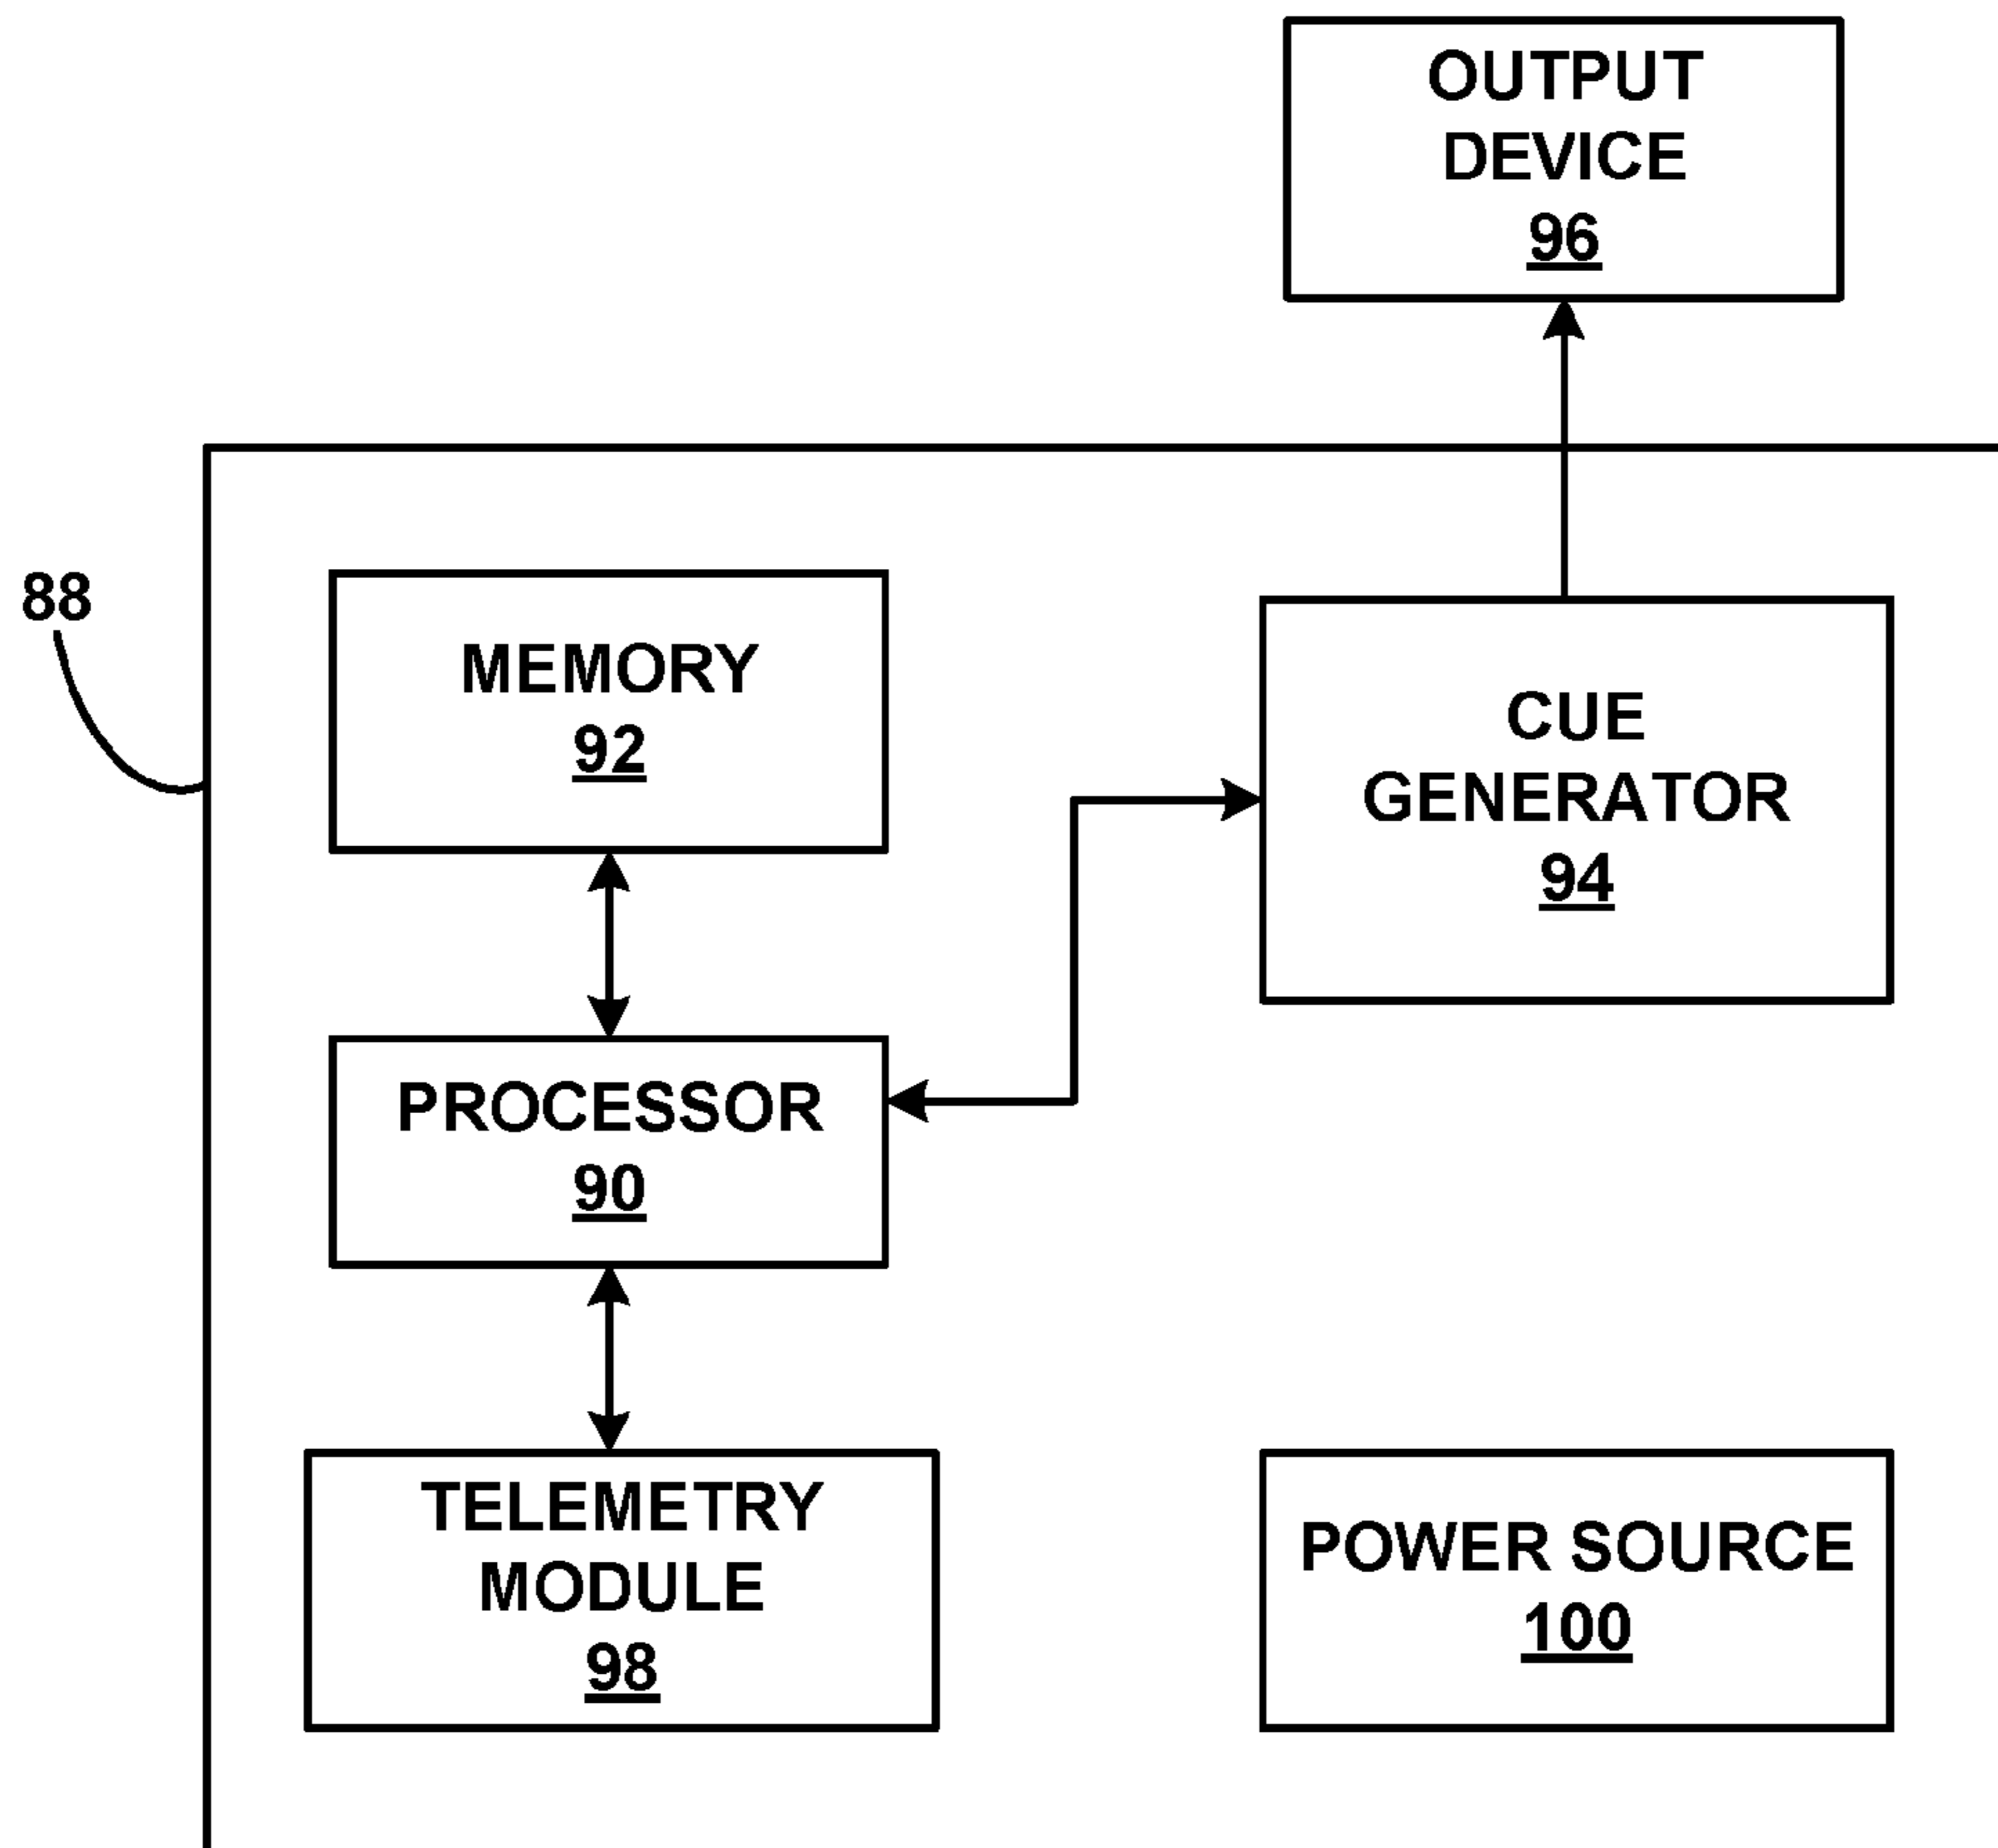 OUTPUT
DEVICE
96
88
MEMORY
92
CUE
GENERATOR
94
PROCESSOR
90
TELEMETRY
MODULE
98
POWER SOURCE
100